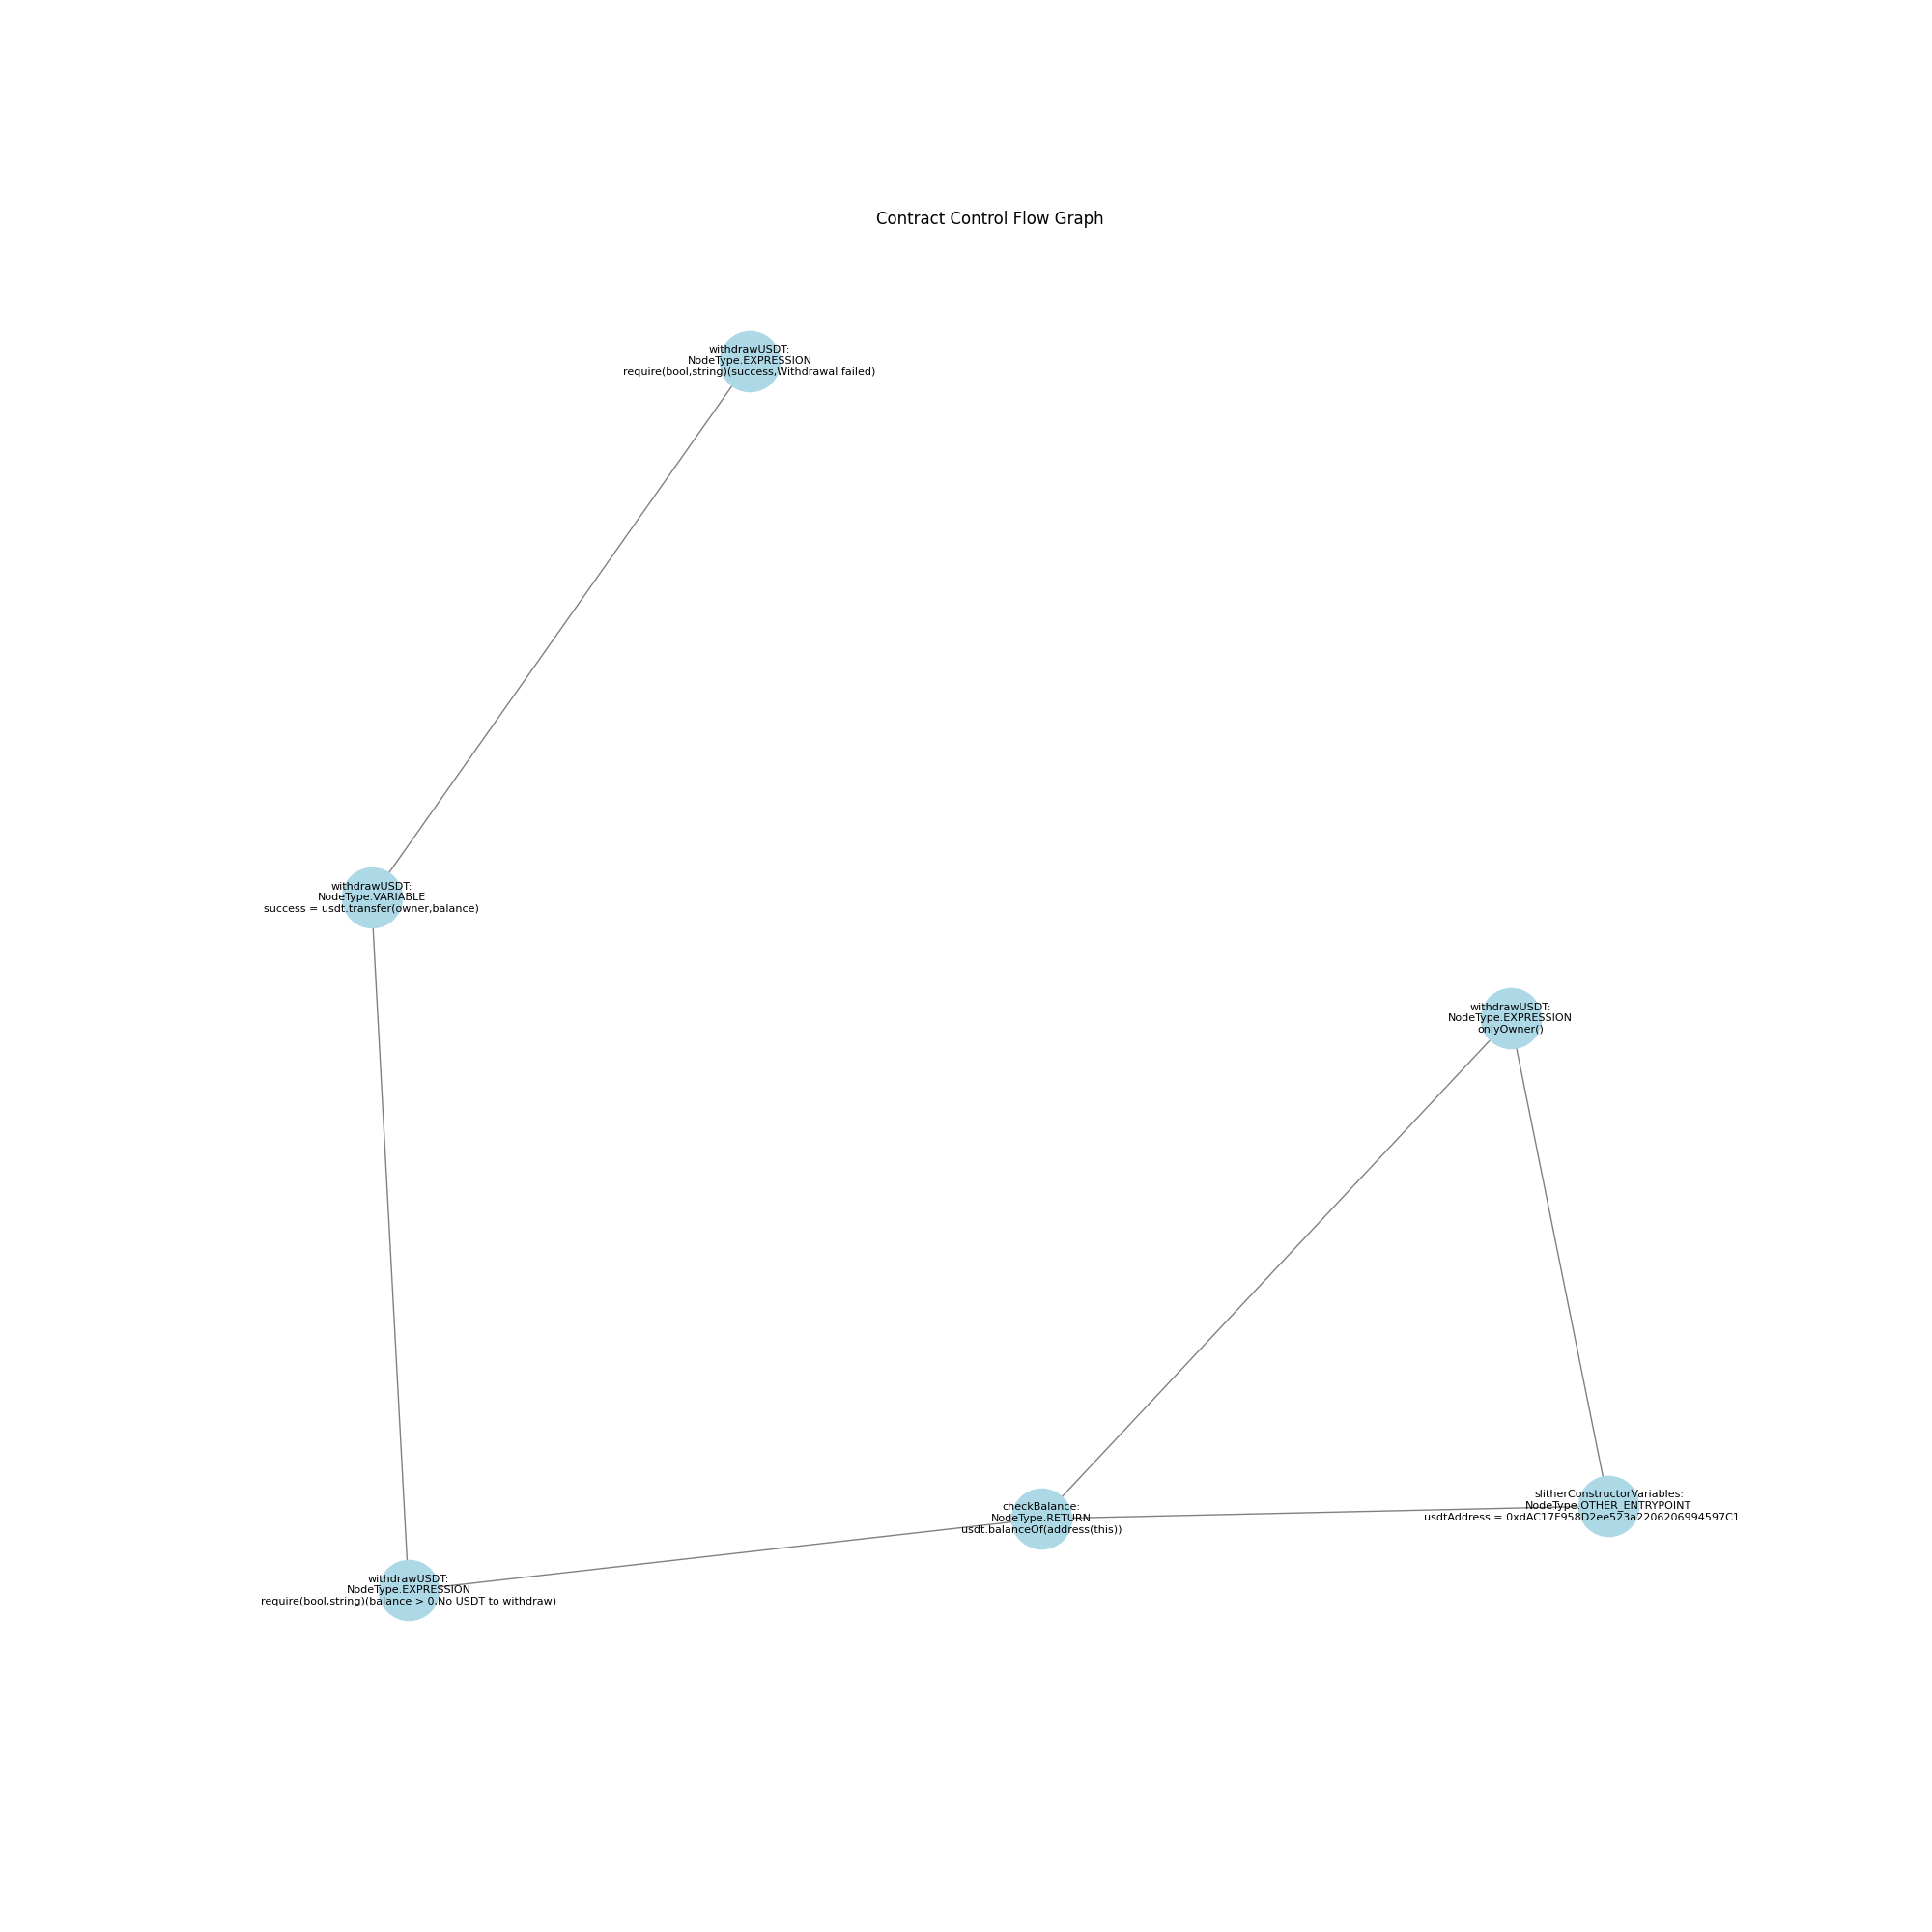 Contract Control Flow Graph
withdrawUSDT:
NodeType.EXPRESSION
require(bool,string)(success,Withdrawal failed)
withdrawUSDT:
NodeType.VARIABLE
success = usdt.transfer(owner,balance)
withdrawUSDT:
NodeType.EXPRESSION
onlyOwner()
slitherConstructorVariables:
NodeType.OTHER_ENTRYPOINT
usdtAddress = 0xdAC17F958D2ee523a2206206994597C1
checkBalance:
NodeType.RETURN
usdt.balanceOf(address(this))
withdrawUSDT:
NodeType.EXPRESSION
require(bool,string)(balance > 0,No USDT to withdraw)